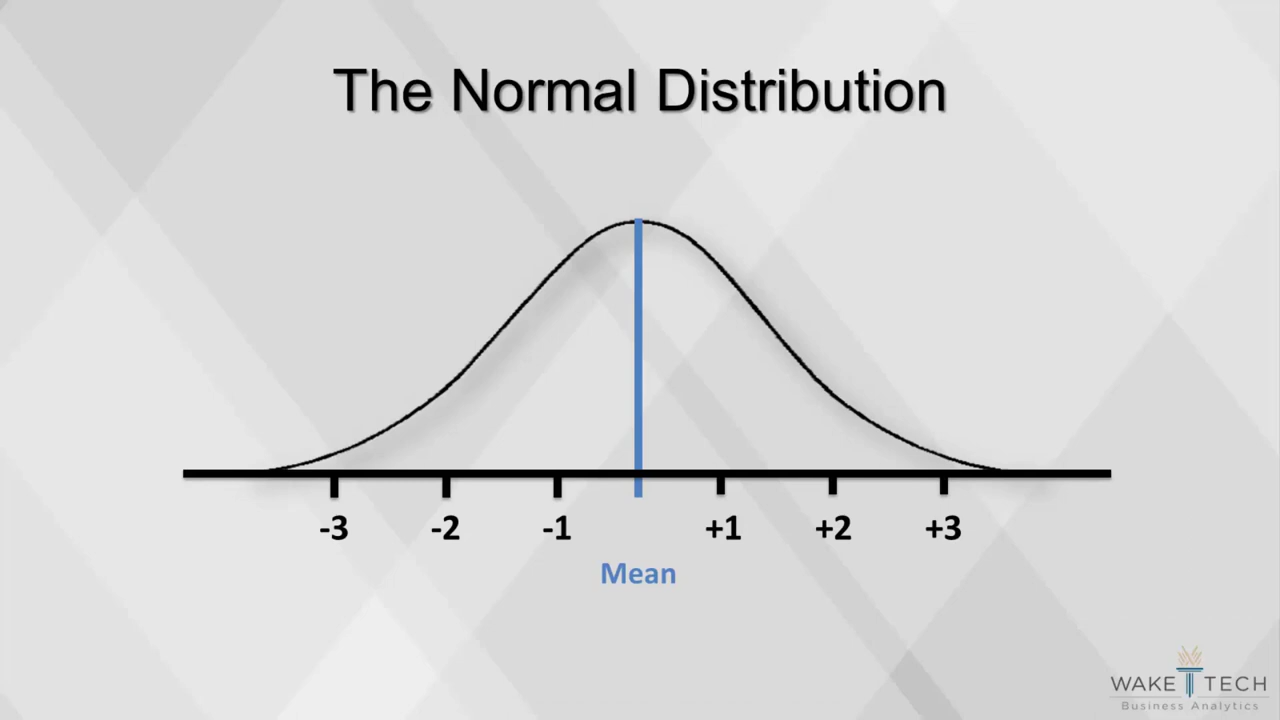 The Normal Distribution
-3 -2 -1 +1 +2 +3
Mean
WAKE TECH
Business Analytics